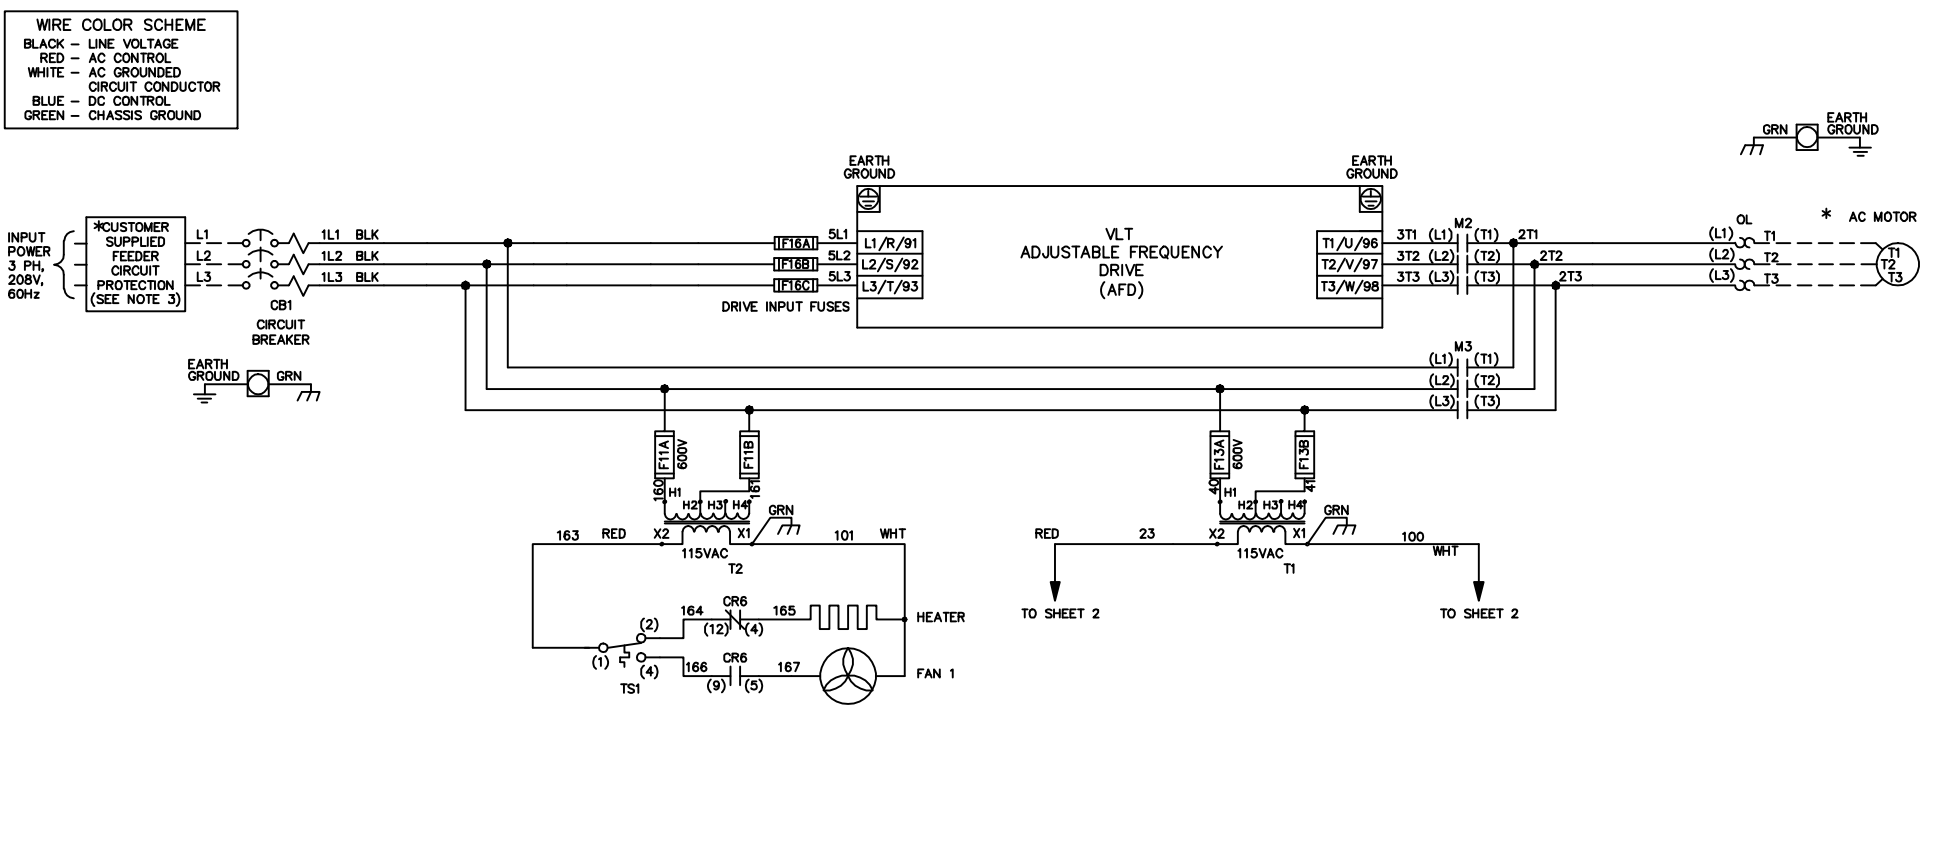 WIRE COLOR SCHEME
BLACK – LINE VOLTAGE
RED – AC CONTROL
WHITE – AC GROUNDED
CIRCUIT CONDUCTOR
BLUE – DC CONTROL
GREEN – CHASSIS GROUND
GRN
EARTH
GROUND
EARTH
GROUND
EARTH
GROUND
INPUT
POWER
3 PH,
208V,
60Hz
*CUSTOMER
SUPPLIED
FEEDER
CIRCUIT
PROTECTION
(SEE NOTE 3)
L1
L2
L3
CB1
CIRCUIT
BREAKER
1L1 BLK
1L2 BLK
1L3 BLK
F16A
F16B
F16C
DRIVE INPUT FUSES
5L1
5L2
5L3
L1/R/91
L2/S/92
L3/T/93
VLT
ADJUSTABLE FREQUENCY
DRIVE
(AFD)
T1/U/96
T2/V/97
T3/W/98
M2
3T1 (L1) (T1) 2T1
3T2 (L2) (T2) 2T2
3T3 (L3) (T3) 2T3
OL
(L1) T1
(L2) T2
(L3) T3
* AC MOTOR
T1
T2
T3
EARTH
GROUND
GRN
M3
(L1) (T1)
(L2) (T2)
(L3) (T3)
F11A
600V
F11B
160
161
H1
H2
H3
H4
GRN
163 RED X2 X1 101 WHT
115VAC
T2
F13A
600V
F13B
40
41
H1
H2
H3
H4
GRN
RED 23 X2 X1 100
WHT
115VAC
T1
TO SHEET 2
TO SHEET 2
CR6
164 165
(12) (4)
HEATER
(2)
(1)
(4)
TS1
CR6
166 167
(9) (5)
FAN 1